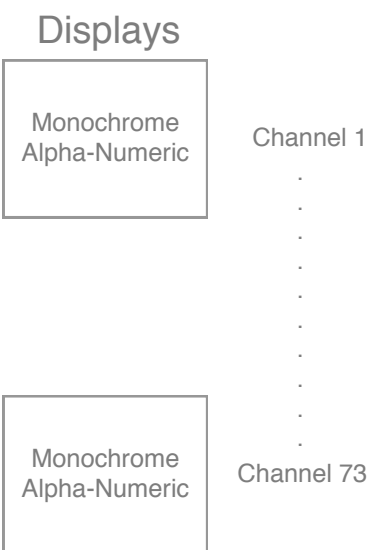 Displays
Monochrome
Alpha-Numeric
Channel 1
.
.
.
.
.
.
.
.
.
.
Monochrome
Alpha-Numeric
Channel 73